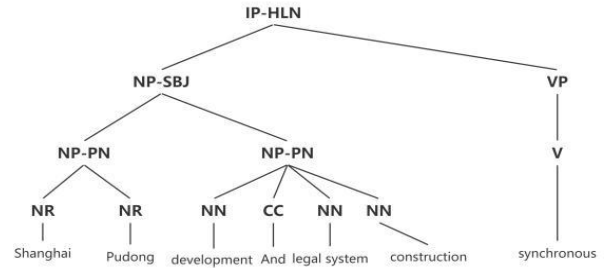 IP-HLN
NP-SBJ VP
NP-PN NP-PN V
NR NR NN CC NN NN
Shanghai Pudong development And legal system construction synchronous